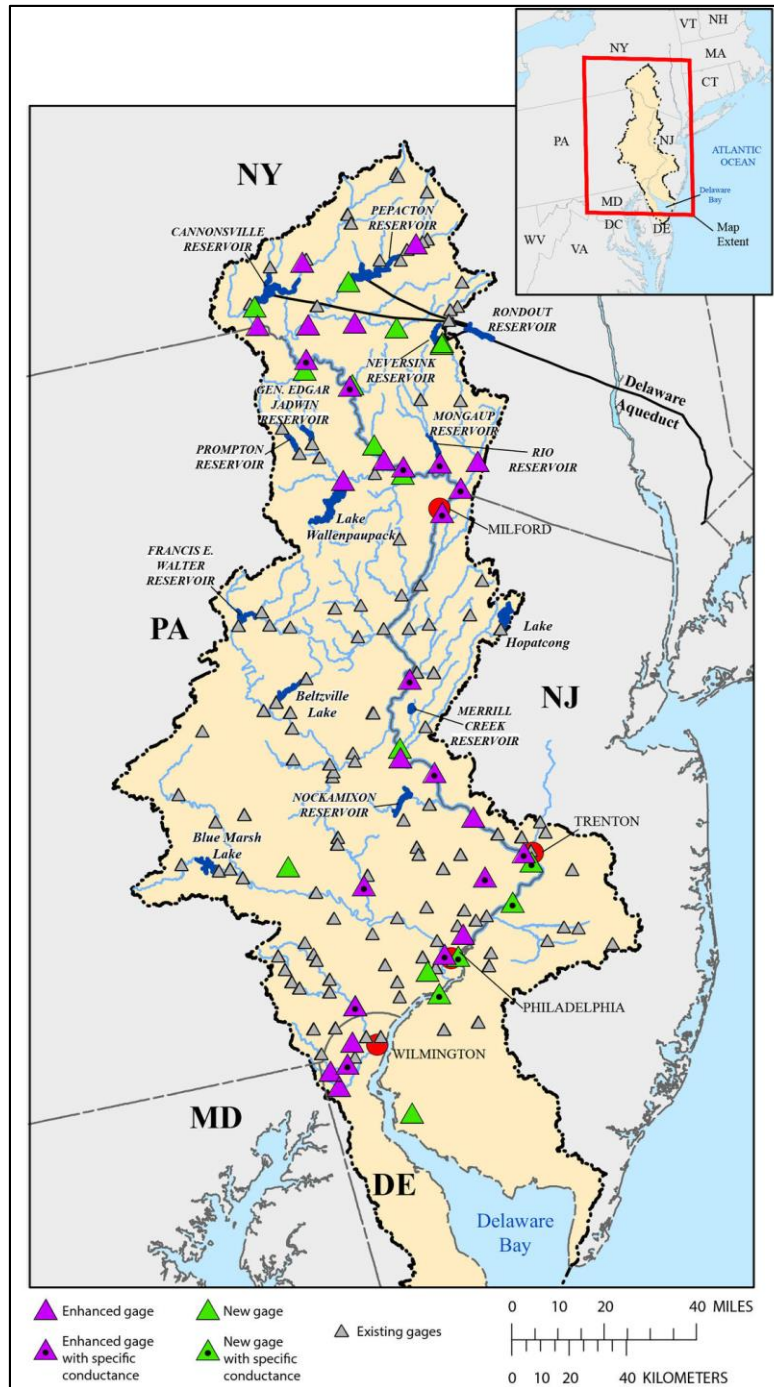 VT
NH
NY
MA
CT
PA
NJ
ATLANTIC
OCEAN
Delaware
Bay
MD
DC
DE
WV
VA
Map
Extent
NY
PEPACTON
RESERVOIR
CANNONSVILLE
RESERVOIR
RONDOUT
RESERVOIR
NEVERSINK
RESERVOIR
GEN. EDGAR
JADWIN
RESERVOIR
Delaware
Aqueduct
MONGAUP
RESERVOIR
PROMPTON
RESERVOIR
RIO
RESERVOIR
Lake
Wallenpaupack
MILFORD
FRANCIS E.
WALTER
RESERVOIR
PA
Lake
Hopatcong
NJ
Beltzville
Lake
MERRILL
CREEK
RESERVOIR
NOCKAMIXON
RESERVOIR
TRENTON
Blue Marsh
Lake
PHILADELPHIA
WILMINGTON
MD
DE
Delaware
Bay
Enhanced gage
New gage
Existing gages
Enhanced gage
with specific
conductance
New gage
with specific
conductance
0 10 20 40 MILES
0 10 20 40 KILOMETERS